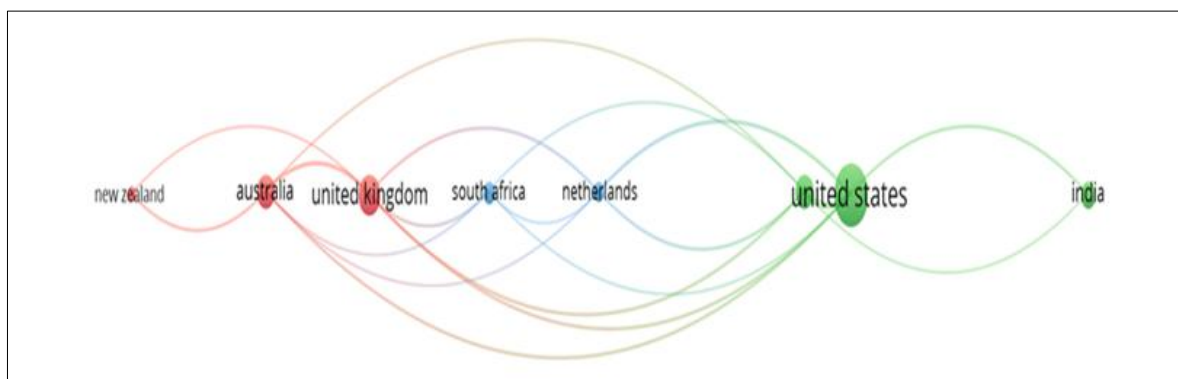 new zealand
australia
united kingdom
south africa
netherlands
united states
india